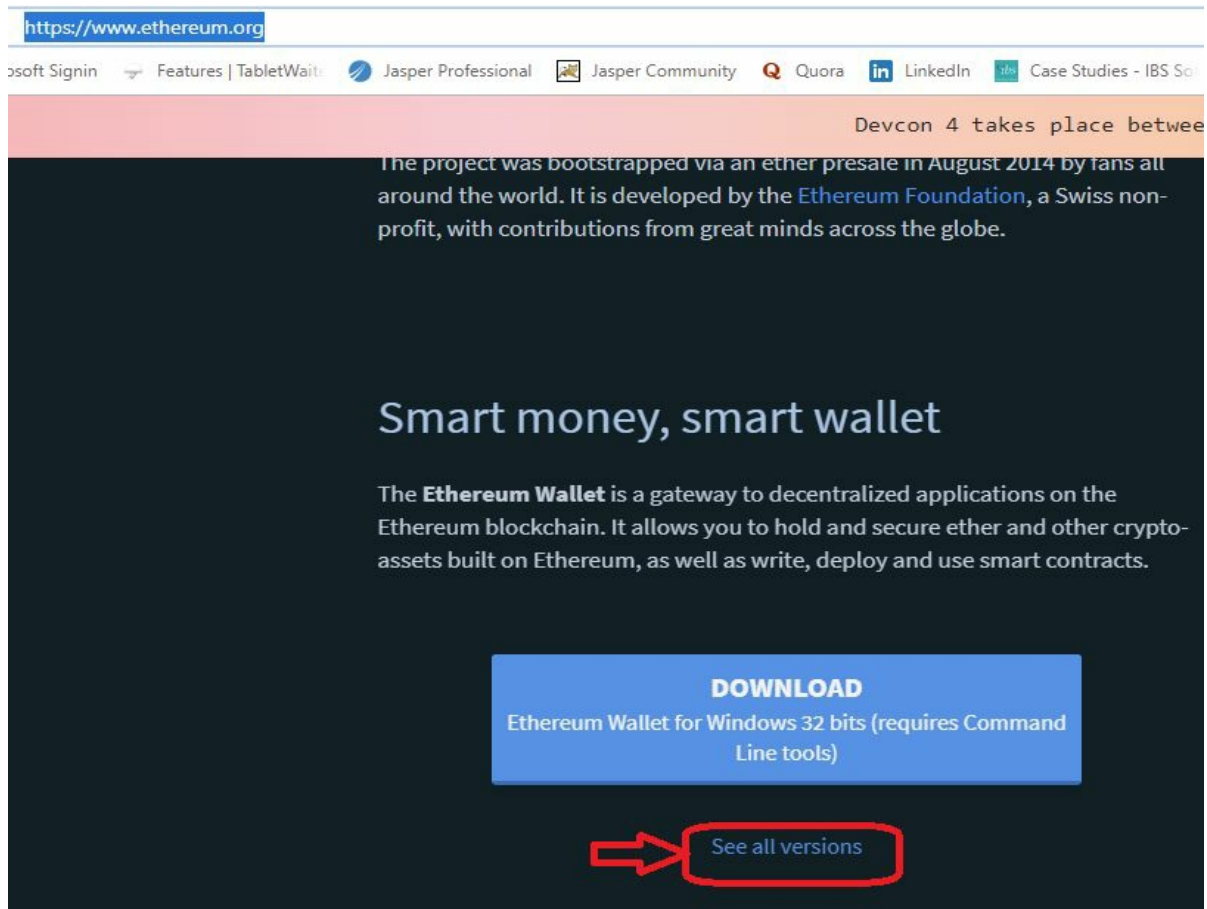 https://www.ethereum.org
osoft Signin Features | TabletWait Jasper Professional Jasper Community Quora LinkedIn Case Studies - IBS So
Devcon 4 takes place betwee
The project was bootstrapped via an ether presale in August 2014 by fans all
around the world. It is developed by the Ethereum Foundation, a Swiss non-
profit, with contributions from great minds across the globe.
Smart money, smart wallet
The Ethereum Wallet is a gateway to decentralized applications on the
Ethereum blockchain. It allows you to hold and secure ether and other crypto-
assets built on Ethereum, as well as write, deploy and use smart contracts.
DOWNLOAD
Ethereum Wallet for Windows 32 bits (requires Command
Line tools)
See all versions